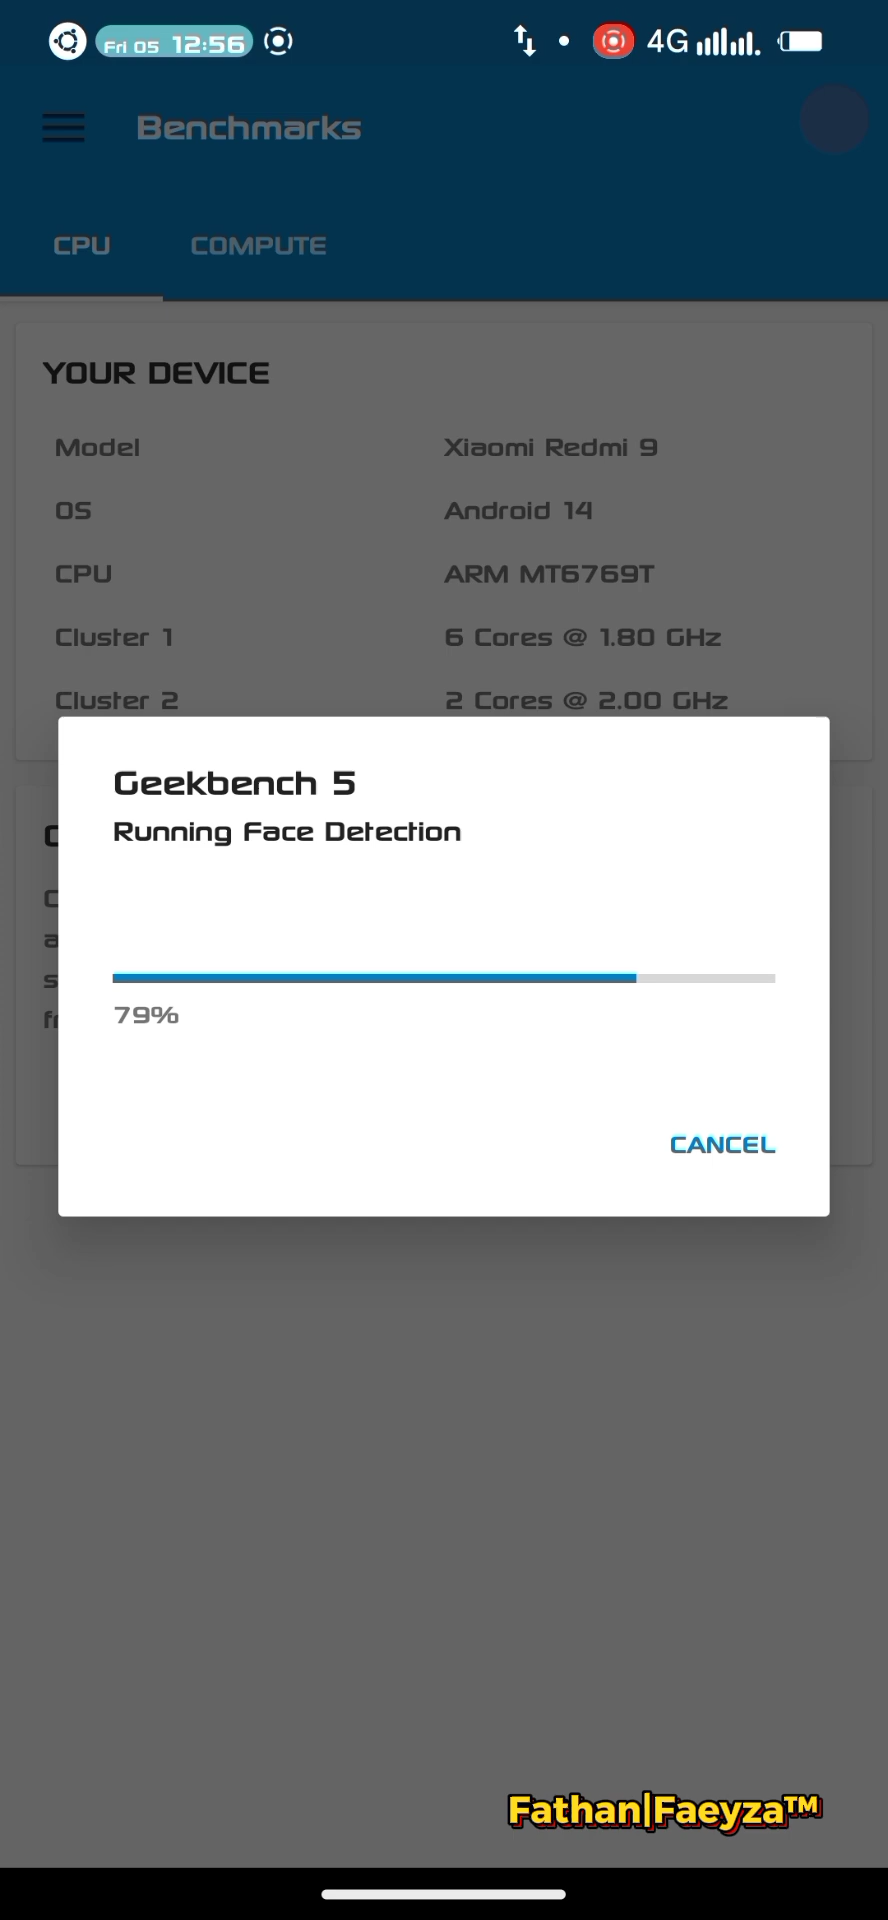 Fri 05 12:56
4G
Benchmarks
CPU COMPUTE
YOUR DEVICE
Model Xiaomi Redmi 9
OS Android 14
CPU ARM MT6769T
Cluster 1 6 Cores @ 1.80 GHz
Cluster 2 2 Cores @ 2.00 GHz
Geekbench 5
Running Face Detection
79%
CANCEL
Fathan|Faeyza™